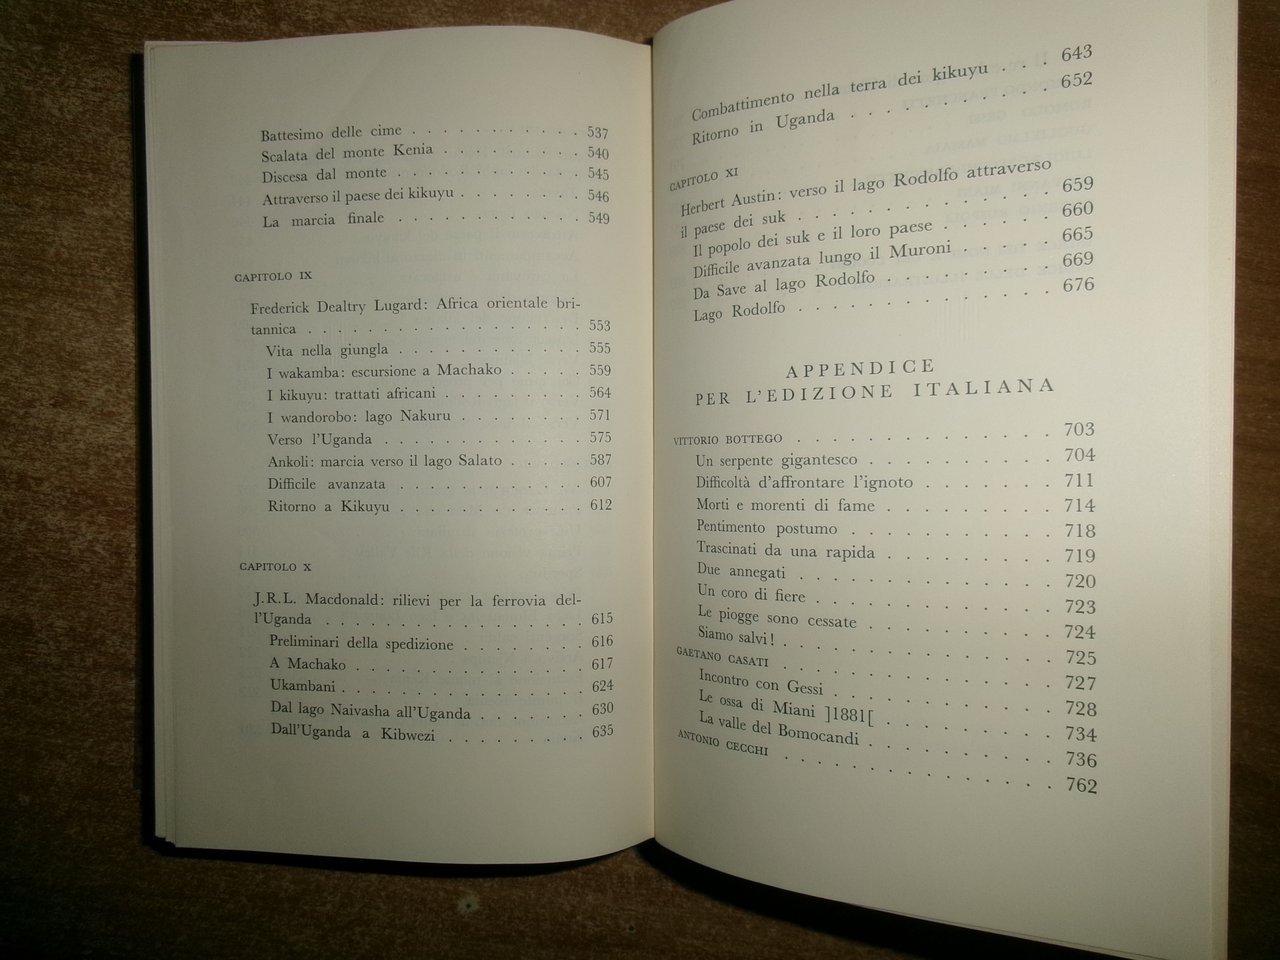 Battesimo delle cime . . . . . . . . . . 537
Scalata del monte Kenia . . . . . . . . . 540
Discesa dal monte . . . . . . . . . . . 545
Attraverso il paese dei kikuyu . . . . . . . . 546
La marcia finale . . . . . . . . . . . 549
CAPITOLO IX
Frederick Dealtry Lugard: Africa orientale bri-
tannica . . . . . . . . . . . . . . . . . 553
Vita nella giungla . . . . . . . . . . . 555
I wakamba: escursione a Machako . . . . . 559
I kikuyu: trattati africani . . . . . . . . . 564
I wandorobo: lago Nakuru . . . . . . . . 571
Verso l'Uganda . . . . . . . . . . . . 575
Ankoli: marcia verso il lago Salato . . . . . 587
Difficile avanzata . . . . . . . . . . . 607
Ritorno a Kikuyu . . . . . . . . . . . 612
CAPITOLO X
J.R.L. Macdonald: rilievi per la ferrovia del-
l'Uganda . . . . . . . . . . . . . . . . 615
Preliminari della spedizione . . . . . . . . 616
A Machako . . . . . . . . . . . . . . 617
Ukambani . . . . . . . . . . . . . . . 624
Dal lago Naivasha all'Uganda . . . . . . . 630
Dall'Uganda a Kibwezi . . . . . . . . . 635
Combattimento nella terra dei kikuyu . . . 643
Ritorno in Uganda . . . . . . . . . 652
CAPITOLO XI
Herbert Austin: verso il lago Rodolfo attraverso
il paese dei suk . . . . . . . . . . . . . 659
Il popolo dei suk e il loro paese . . . . . . 660
Difficile avanzata lungo il Muroni . . . . . 665
Da Save al lago Rodolfo . . . . . . . . 669
Lago Rodolfo . . . . . . . . . . . . 676
APPENDICE
PER L'EDIZIONE ITALIANA
VITTORIO BOTTEGO . . . . . . . . . . . 703
Un serpente gigantesco . . . . . . . . . 704
Difficoltà d'affrontare l'ignoto . . . . . . . 711
Morti e morenti di fame . . . . . . . . . 714
Pentimento postumo . . . . . . . . . . 718
Trascinati da una rapida . . . . . . . . . 719
Due annegati . . . . . . . . . . . . 720
Un coro di fiere . . . . . . . . . . . 723
Le piogge sono cessate . . . . . . . . . 724
Siamo salvi! . . . . . . . . . . . . . 725
GAETANO CASATI . . . . . . . . . . . . 727
Incontro con Gessi . . . . . . . . . . 728
Le ossa di Miani ]1881[ . . . . . . . . 734
La valle del Bomocandi . . . . . . . . . 736
ANTONIO CECCHI . . . . . . . . . . . . 762